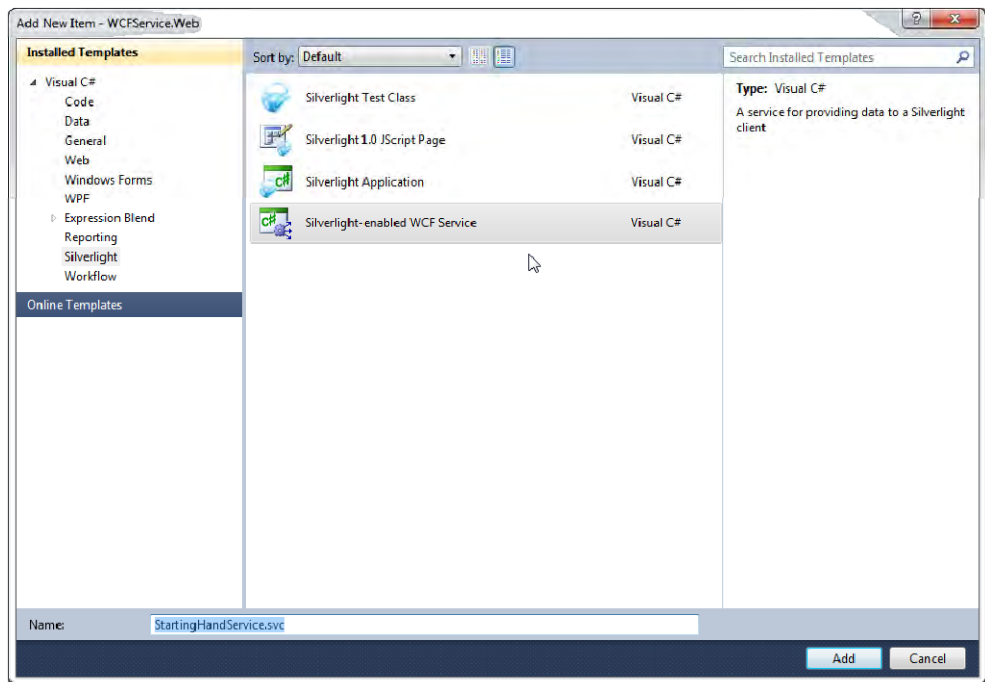 Add New Item - WCFService.Web
Installed Templates
Sort by: Default
Search Installed Templates
Visual C#
Code
Data
General
Web
Windows Forms
WPF
Expression Blend
Reporting
Silverlight
Workflow
Online Templates
Silverlight Test Class Visual C#
Silverlight 1.0 JScript Page Visual C#
Silverlight Application Visual C#
Silverlight-enabled WCF Service Visual C#
Type: Visual C#
A service for providing data to a Silverlight
client
Name: StartingHandService.svc
Add Cancel